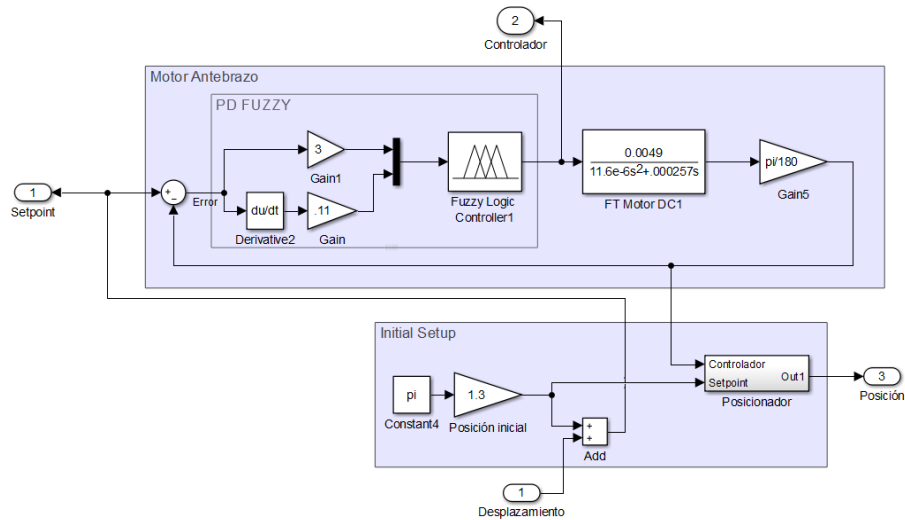 2
Controlador
Motor Antebrazo
PD FUZZY
3
Gain1
0.0049
11.6e-6s2+.000257s
FT Motor DC1
pi/180
Gain5
1
Setpoint
+
−
Error
du/dt
Derivative2
.11
Gain
Fuzzy Logic
Controller1
Initial Setup
pi
Constant4
1.3
Posición inicial
+
+
Add
Controlador
Setpoint
Out1
Posicionador
3
Posición
1
Desplazamiento